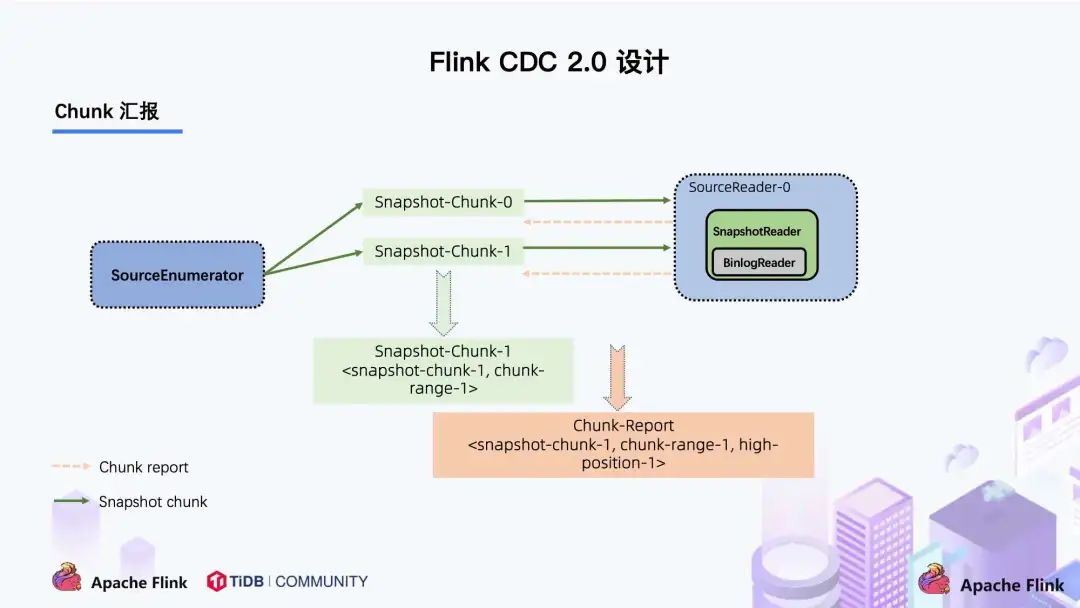 Flink CDC 2.0 设计
Chunk 汇报
Snapshot-Chunk-0
Snapshot-Chunk-1
SourceEnumerator
SourceReader-0
SnapshotReader
BinlogReader
Snapshot-Chunk-1
<snapshot-chunk-1, chunk-
range-1>
Chunk-Report
<snapshot-chunk-1, chunk-range-1, high-
position-1>
Chunk report
Snapshot chunk
Apache Flink
TiDB | COMMUNITY
Apache Flink